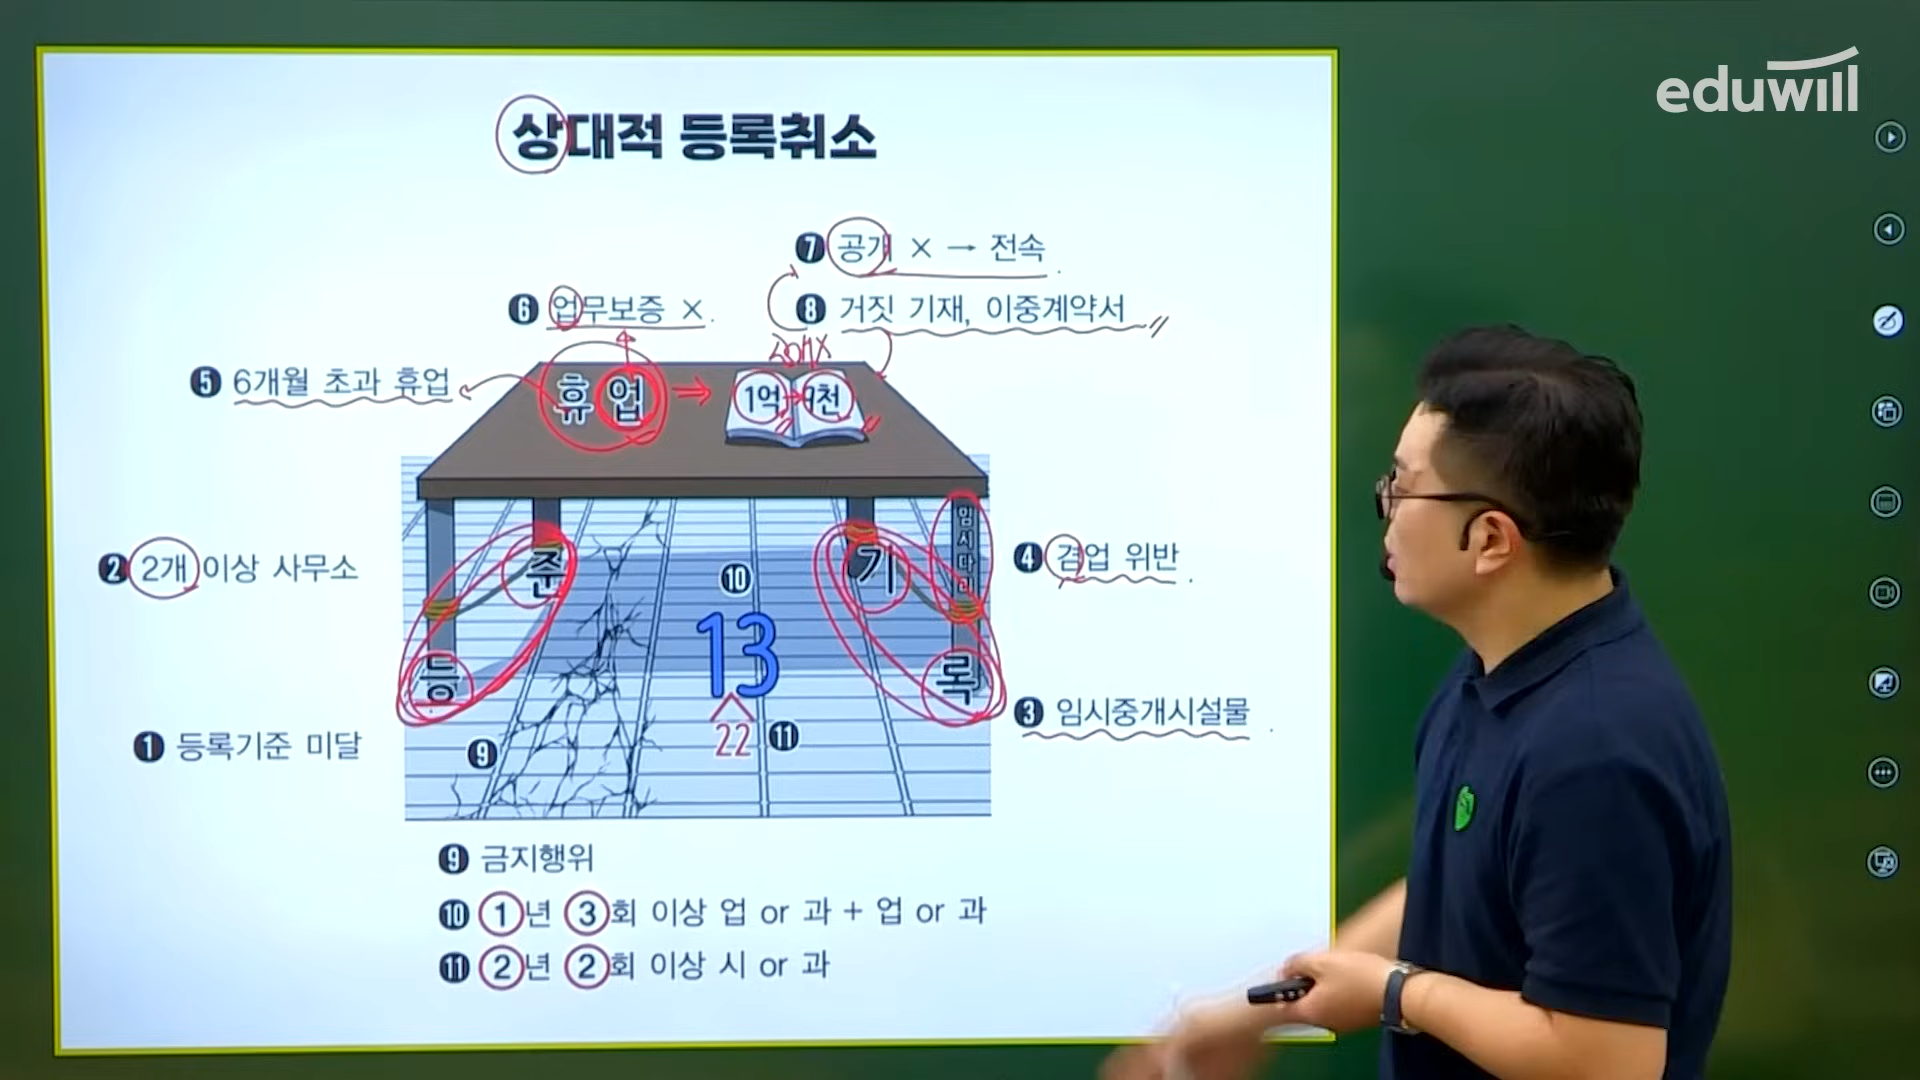 eduwill
상대적 등록취소
❼ 공개 × → 전속
❻ 업무보증 ×
❽ 거짓 기재, 이중계약서
❺ 6개월 초과 휴업
휴업 → 1억 9천
임시다리
❷ 2개 이상 사무소
준
❿
기
❹ 겸업 위반
13
등
록
❸ 임시중개시설물
❶ 등록기준 미달
❾
22
⓫
❾ 금지행위
❿ 1년 3회 이상 업 or 과 + 업 or 과
⓫ 2년 2회 이상 시 or 과